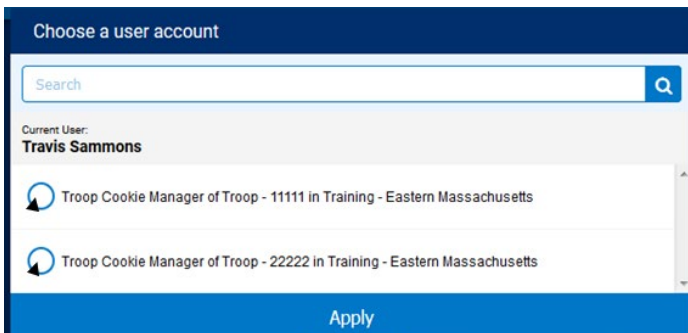 Choose a user account
Search
Current User:
Travis Sammons
Troop Cookie Manager of Troop - 11111 in Training - Eastern Massachusetts
Troop Cookie Manager of Troop - 22222 in Training - Eastern Massachusetts
Apply